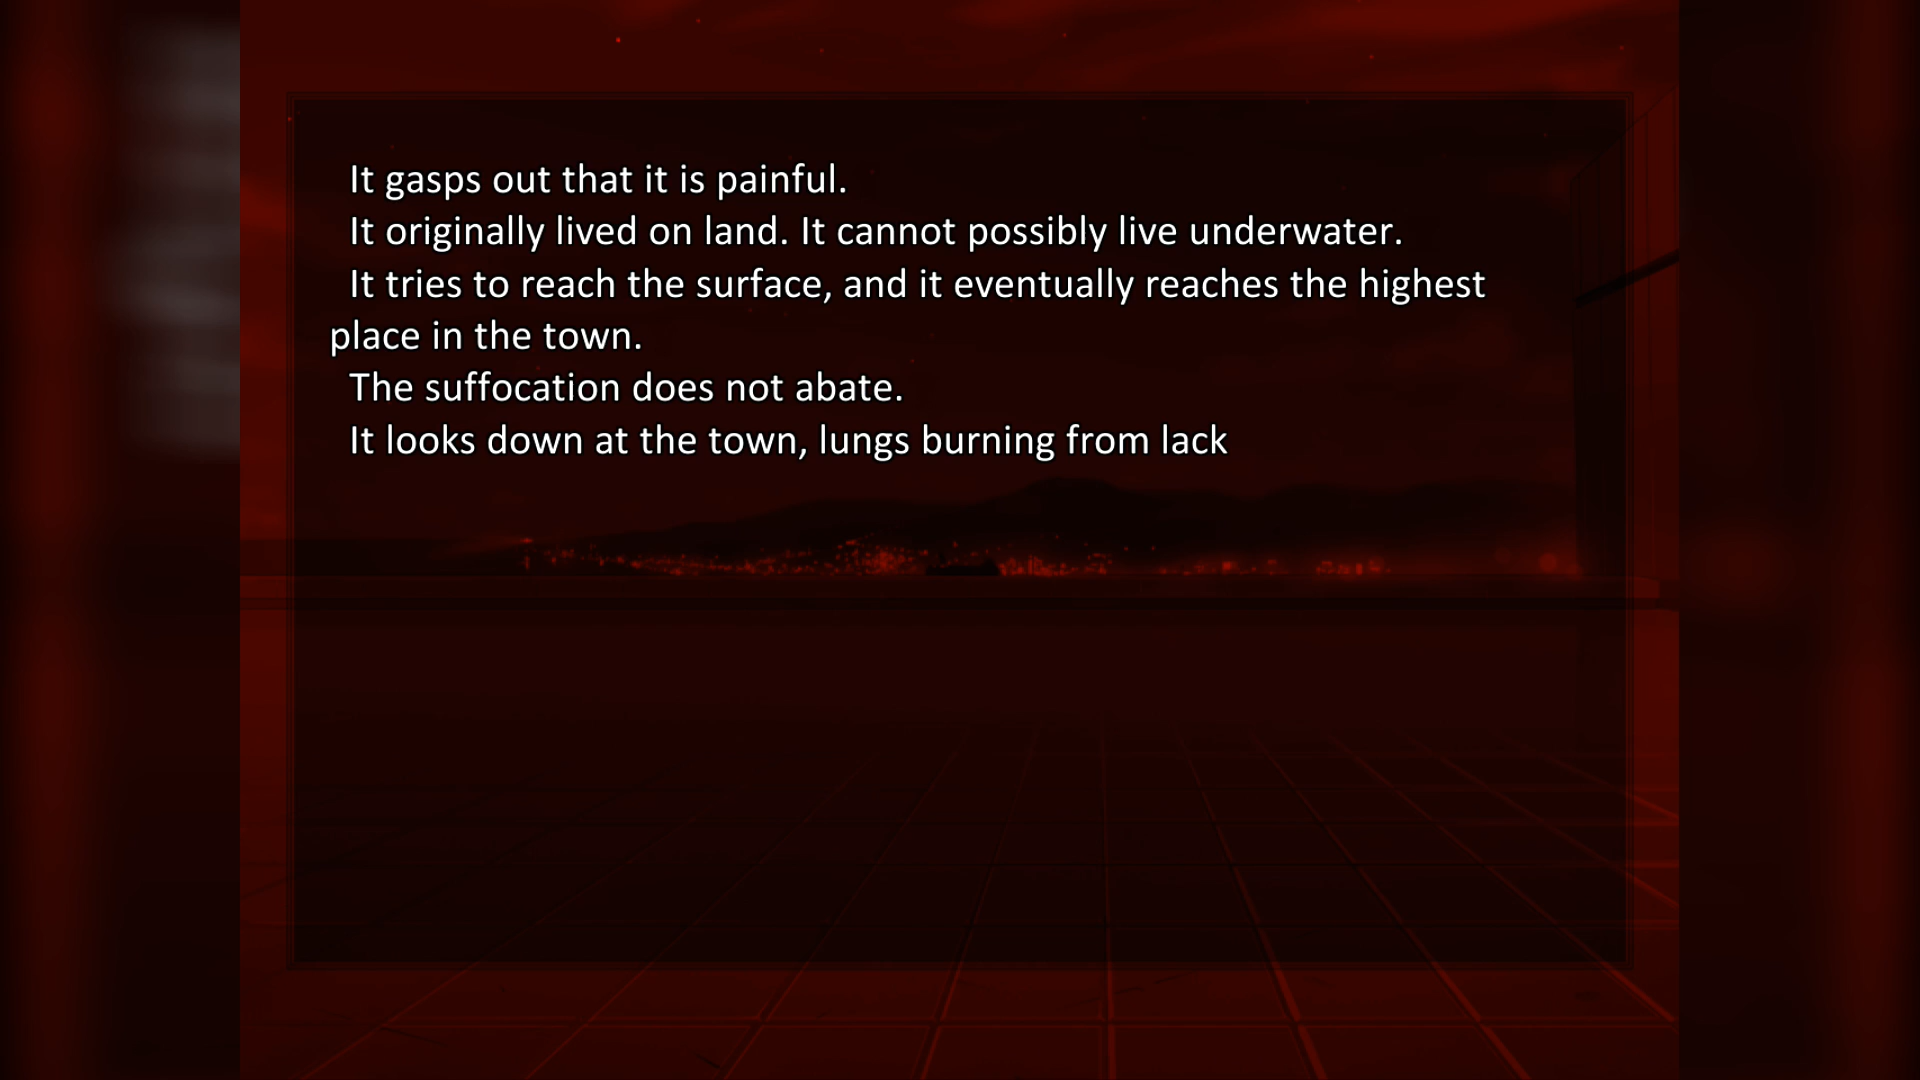 It gasps out that it is painful.
It originally lived on land. It cannot possibly live underwater.
It tries to reach the surface, and it eventually reaches the highest
place in the town.
The suffocation does not abate.
It looks down at the town, lungs burning from lack